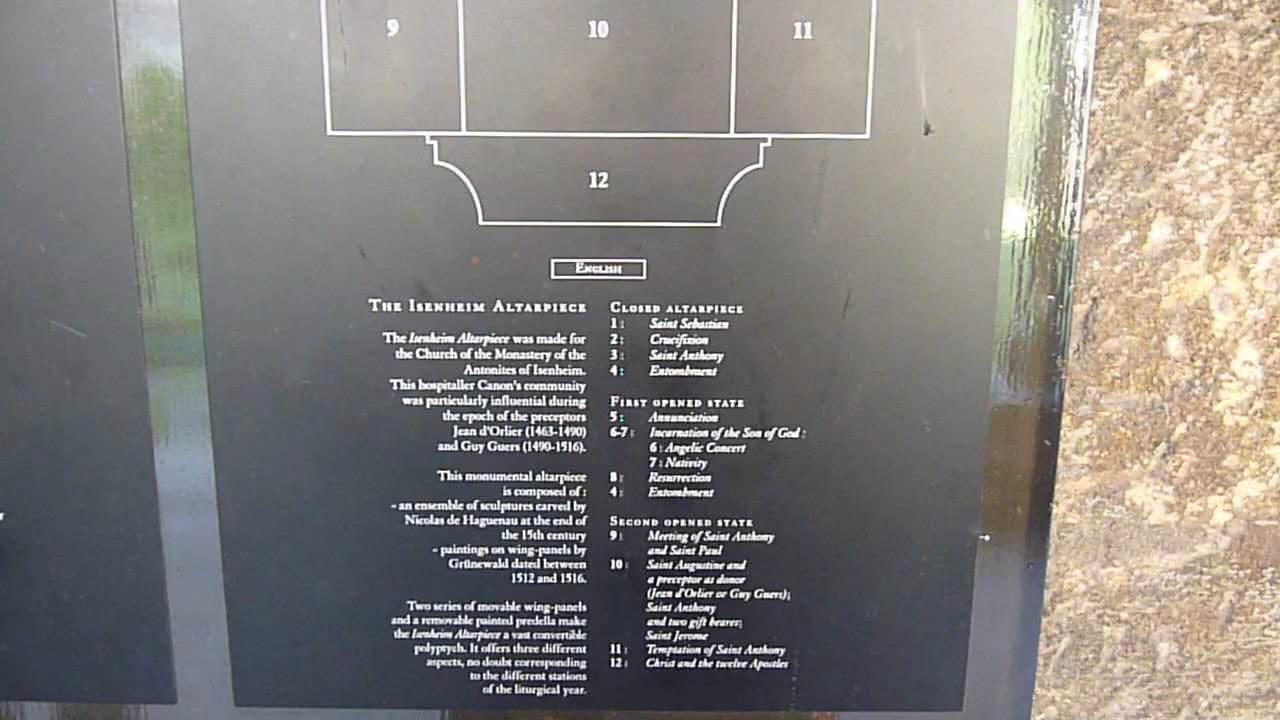 9 10 11
12
ENGLISH
THE ISENHEIM ALTARPIECE
The Isenheim Altarpiece was made for
the Church of the Monastery of the
Antonites of Isenheim.
This hospitaller Canon's community
was particularly influential during
the epoch of the preceptors
Jean d'Orlier (1463-1490)
and Guy Guers (1490-1516).
This monumental altarpiece
is composed of :
- an ensemble of sculptures carved by
Nicolas de Haguenau at the end of
the 15th century
- paintings on wing-panels by
Grünewald dated between
1512 and 1516.
Two series of movable wing-panels
and a removable painted predella make
the Isenheim Altarpiece a vast convertible
polyptych. It offers three different
aspects, no doubt corresponding
to the different stations
of the liturgical year.
CLOSED ALTARPIECE
1 : Saint Sebastian
2 : Crucifixion
3 : Saint Anthony
4 : Entombment
FIRST OPENED STATE
5 : Annunciation
6-7 : Incarnation of the Son of God :
6 : Angelic Concert
7 : Nativity
8 : Resurrection
4 : Entombment
SECOND OPENED STATE
9 : Meeting of Saint Anthony
and Saint Paul
10 : Saint Augustine and
a preceptor as donor
(Jean d'Orlier or Guy Guers);
Saint Anthony
and two gift bearer;
Saint Jerome
11 : Temptation of Saint Anthony
12 : Christ and the twelve Apostles